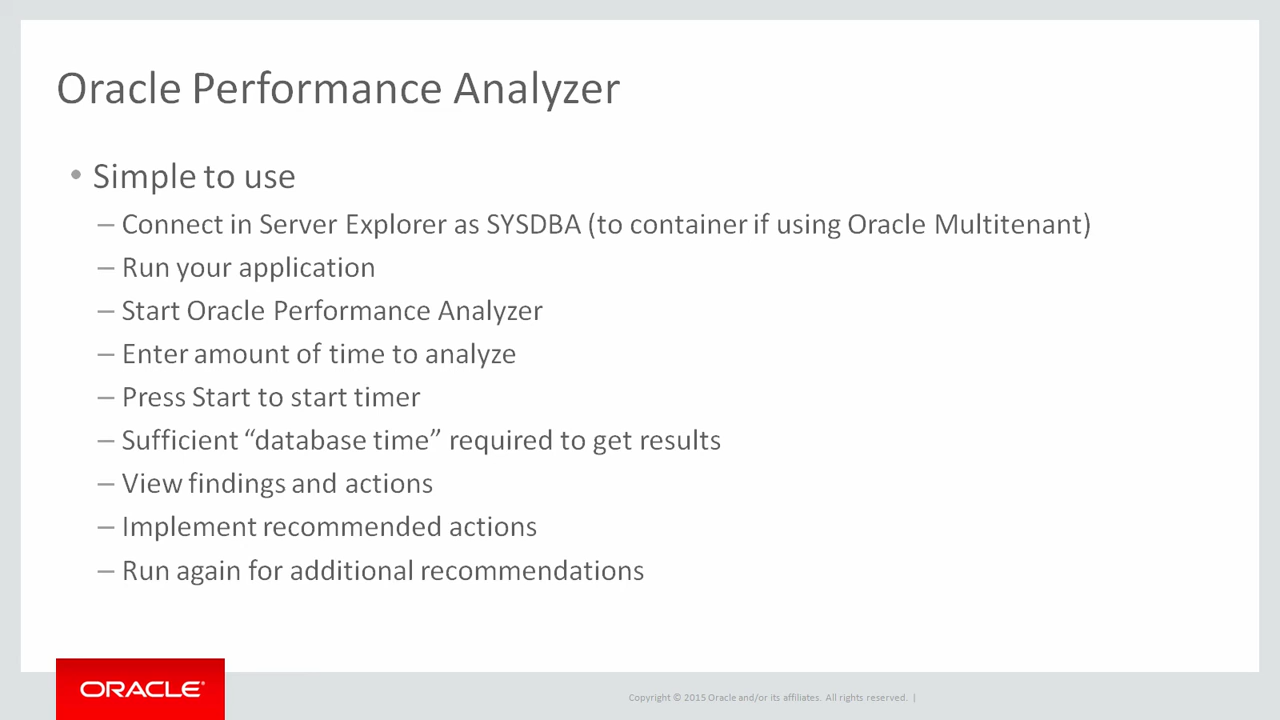 Oracle Performance Analyzer
• Simple to use
– Connect in Server Explorer as SYSDBA (to container if using Oracle Multitenant)
– Run your application
– Start Oracle Performance Analyzer
– Enter amount of time to analyze
– Press Start to start timer
– Sufficient “database time” required to get results
– View findings and actions
– Implement recommended actions
– Run again for additional recommendations
ORACLE®
Copyright © 2015 Oracle and/or its affiliates. All rights reserved. |